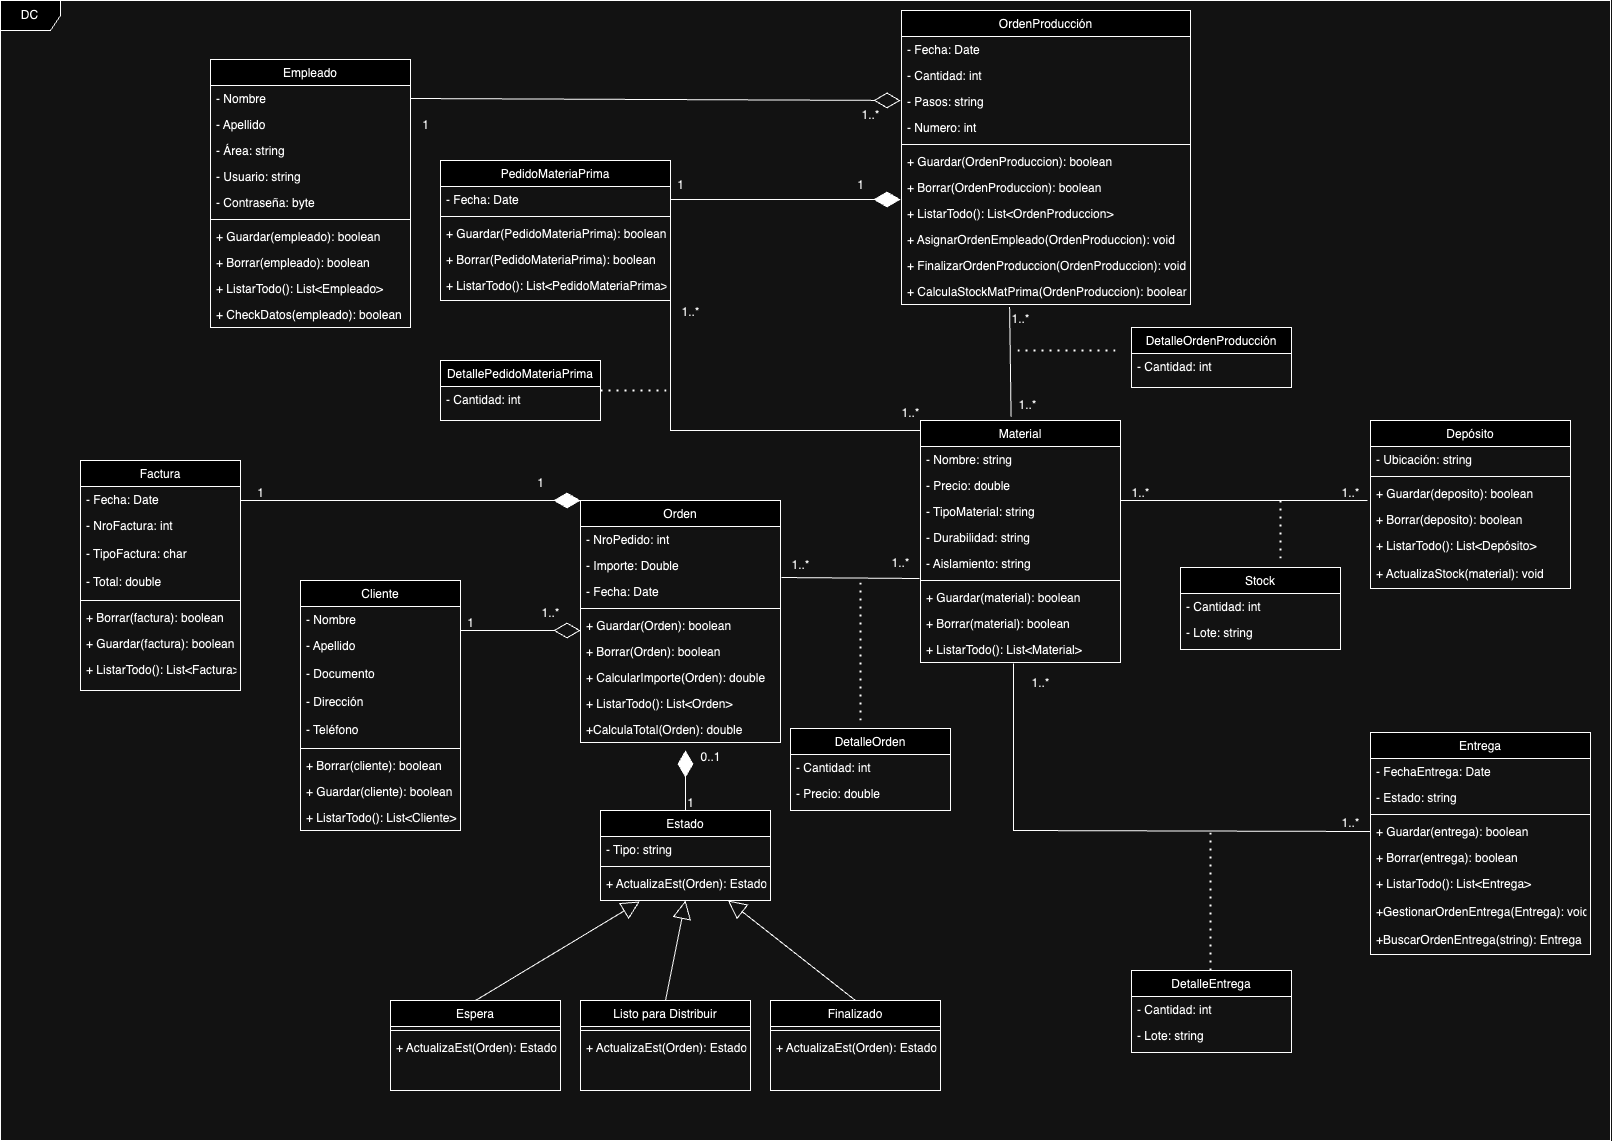 DC
OrdenProducción
- Fecha: Date
- Cantidad: int
- Pasos: string
- Numero: int
+ Guardar(OrdenProduccion): boolean
+ Borrar(OrdenProduccion): boolean
+ ListarTodo(): List<OrdenProduccion>
+ AsignarOrdenEmpleado(OrdenProduccion): void
+ FinalizarOrdenProduccion(OrdenProduccion): void
+ CalculaStockMatPrima(OrdenProduccion): boolear
Empleado
- Nombre
- Apellido
- Área: string
- Usuario: string
- Contraseña: byte
+ Guardar(empleado): boolean
+ Borrar(empleado): boolean
+ ListarTodo(): List<Empleado>
+ CheckDatos(empleado): boolean
1
1..*
PedidoMateriaPrima
- Fecha: Date
+ Guardar(PedidoMateriaPrima): boolean
+ Borrar(PedidoMateriaPrima): boolean
+ ListarTodo(): List<PedidoMateriaPrima>
1
1
1..*
1..*
DetallePedidoMateriaPrima
- Cantidad: int
1..*
1..*
DetalleOrdenProducción
- Cantidad: int
Material
- Nombre: string
- Precio: double
- TipoMaterial: string
- Durabilidad: string
- Aislamiento: string
+ Guardar(material): boolean
+ Borrar(material): boolean
+ ListarTodo(): List<Material>
1..*
1..*
Depósito
- Ubicación: string
+ Guardar(deposito): boolean
+ Borrar(deposito): boolean
+ ListarTodo(): List<Depósito>
+ ActualizaStock(material): void
Stock
- Cantidad: int
- Lote: string
Factura
- Fecha: Date
- NroFactura: int
- TipoFactura: char
- Total: double
+ Borrar(factura): boolean
+ Guardar(factura): boolean
+ ListarTodo(): List<Factura>
1
1
Orden
- NroPedido: int
- Importe: Double
- Fecha: Date
+ Guardar(Orden): boolean
+ Borrar(Orden): boolean
+ CalcularImporte(Orden): double
+ ListarTodo(): List<Orden>
+CalculaTotal(Orden): double
1..*
1..*
Cliente
- Nombre
- Apellido
- Documento
- Dirección
- Teléfono
+ Borrar(cliente): boolean
+ Guardar(cliente): boolean
+ ListarTodo(): List<Cliente>
1
1..*
DetalleOrden
- Cantidad: int
- Precio: double
0..1
1
Estado
- Tipo: string
+ ActualizaEst(Orden): Estado
Espera
+ ActualizaEst(Orden): Estado
Listo para Distribuir
+ ActualizaEst(Orden): Estado
Finalizado
+ ActualizaEst(Orden): Estado
1..*
1..*
Entrega
- FechaEntrega: Date
- Estado: string
+ Guardar(entrega): boolean
+ Borrar(entrega): boolean
+ ListarTodo(): List<Entrega>
+GestionarOrdenEntrega(Entrega): voic
+BuscarOrdenEntrega(string): Entrega
DetalleEntrega
- Cantidad: int
- Lote: string